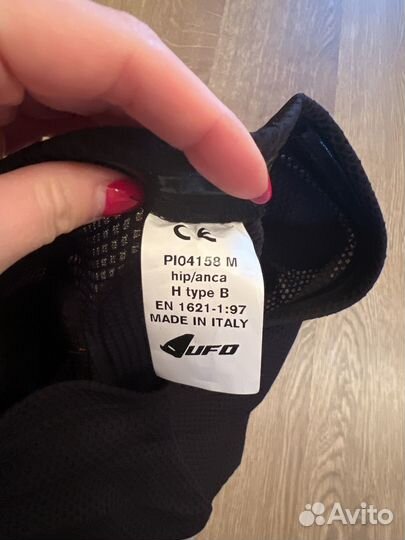 CE
PI04158 M
hip/anca
H type B
EN 1621-1:97
MADE IN ITALY
UFO
Avito